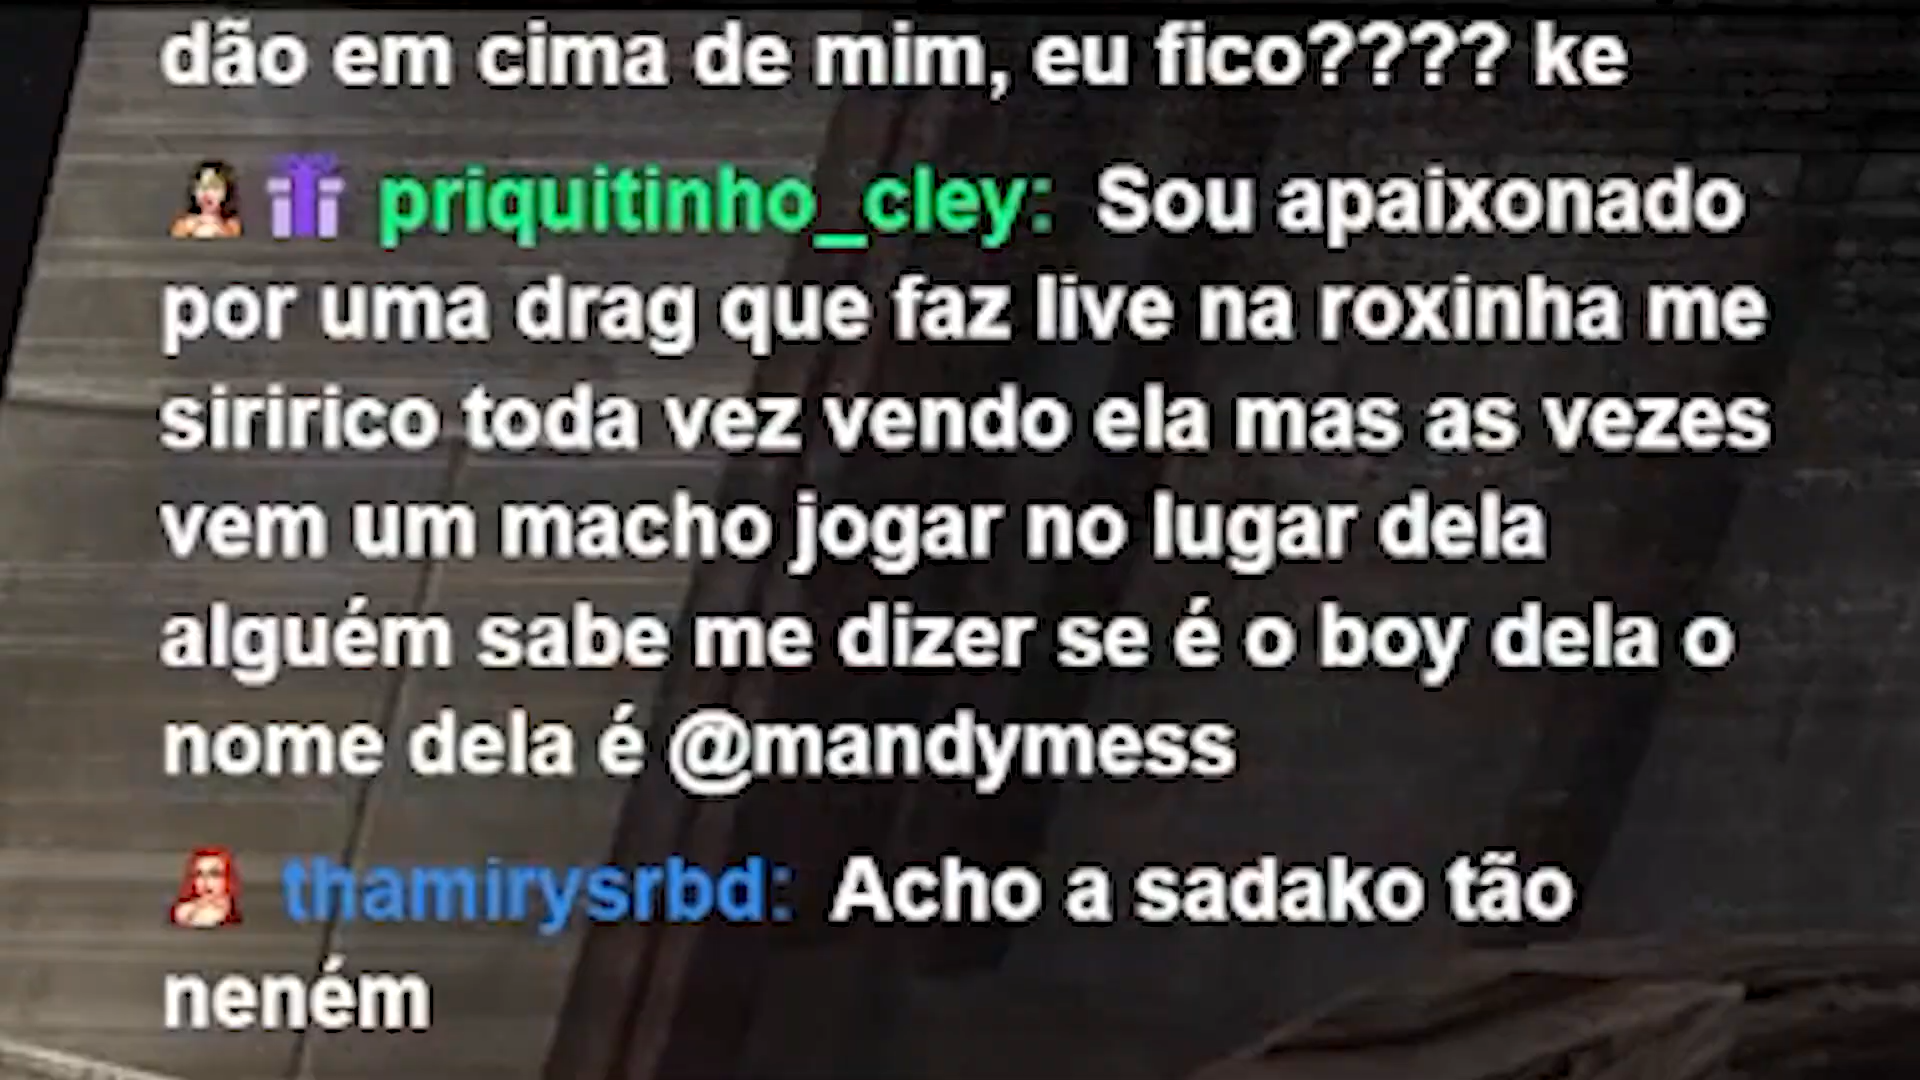 dão em cima de mim, eu fico???? ke
priquitinho_cley: Sou apaixonado
por uma drag que faz live na roxinha me
siririco toda vez vendo ela mas as vezes
vem um macho jogar no lugar dela
alguém sabe me dizer se é o boy dela o
nome dela é @mandymess
thamirysrbd: Acho a sadako tão
neném